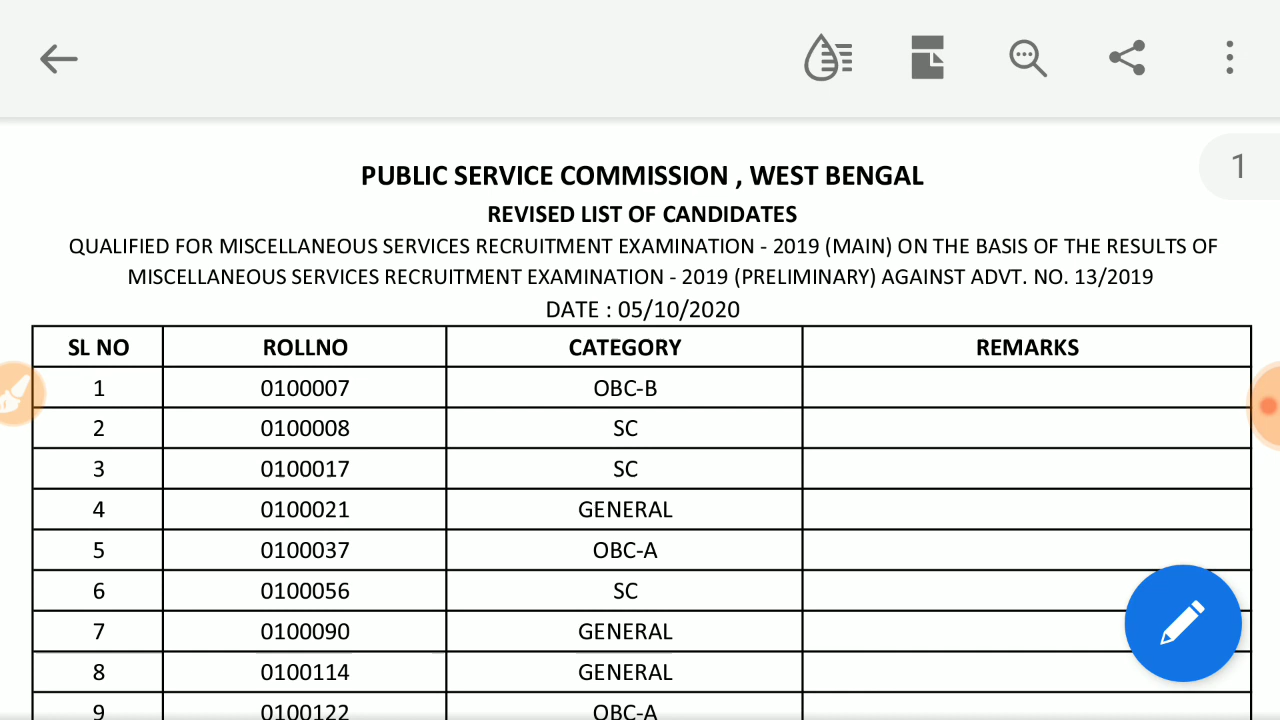 1
PUBLIC SERVICE COMMISSION , WEST BENGAL
REVISED LIST OF CANDIDATES
QUALIFIED FOR MISCELLANEOUS SERVICES RECRUITMENT EXAMINATION - 2019 (MAIN) ON THE BASIS OF THE RESULTS OF
MISCELLANEOUS SERVICES RECRUITMENT EXAMINATION - 2019 (PRELIMINARY) AGAINST ADVT. NO. 13/2019
DATE : 05/10/2020
SL NO ROLLNO CATEGORY REMARKS
1 0100007 OBC-B
2 0100008 SC
3 0100017 SC
4 0100021 GENERAL
5 0100037 OBC-A
6 0100056 SC
7 0100090 GENERAL
8 0100114 GENERAL
9 0100122 OBC-A